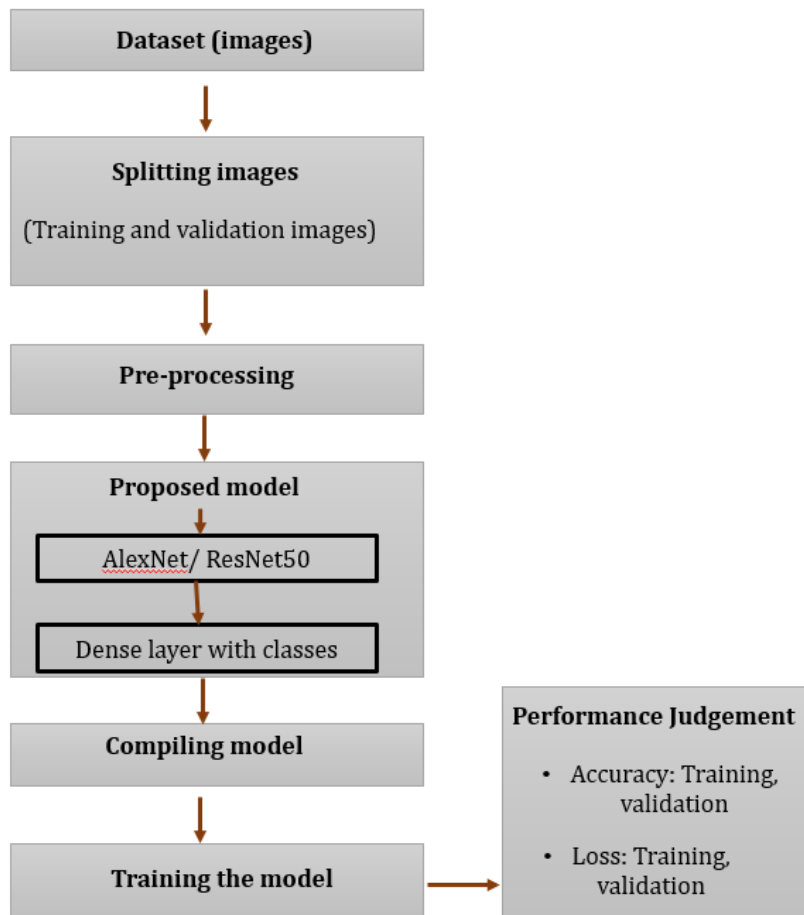 Dataset (images)
Splitting images
(Training and validation images)
Pre-processing
Proposed model
AlexNet/ ResNet50
Dense layer with classes
Compiling model
Training the model
Performance Judgement
• Accuracy: Training,
validation
• Loss: Training,
validation